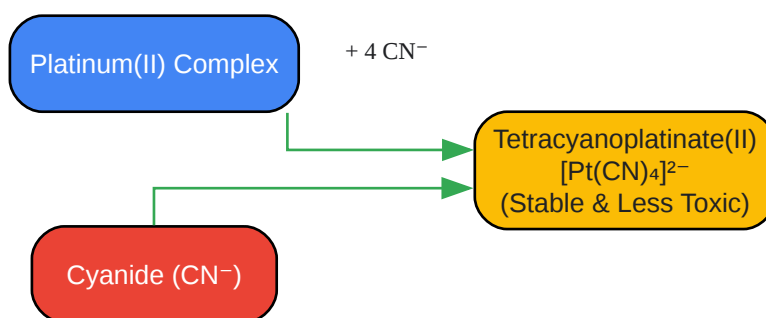 Platinum(II) Complex
+ 4 CN⁻
Tetracyanoplatinate(II)
[Pt(CN)₄]²⁻
(Stable & Less Toxic)
Cyanide (CN⁻)